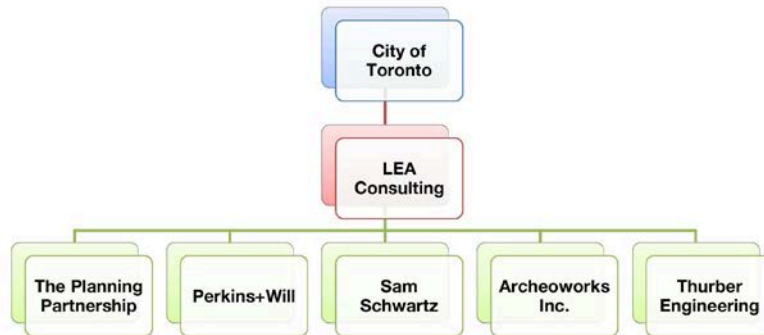 City of
Toronto
LEA
Consulting
The Planning
Partnership
Perkins+Will
Sam
Schwartz
Archeoworks
Inc.
Thurber
Engineering